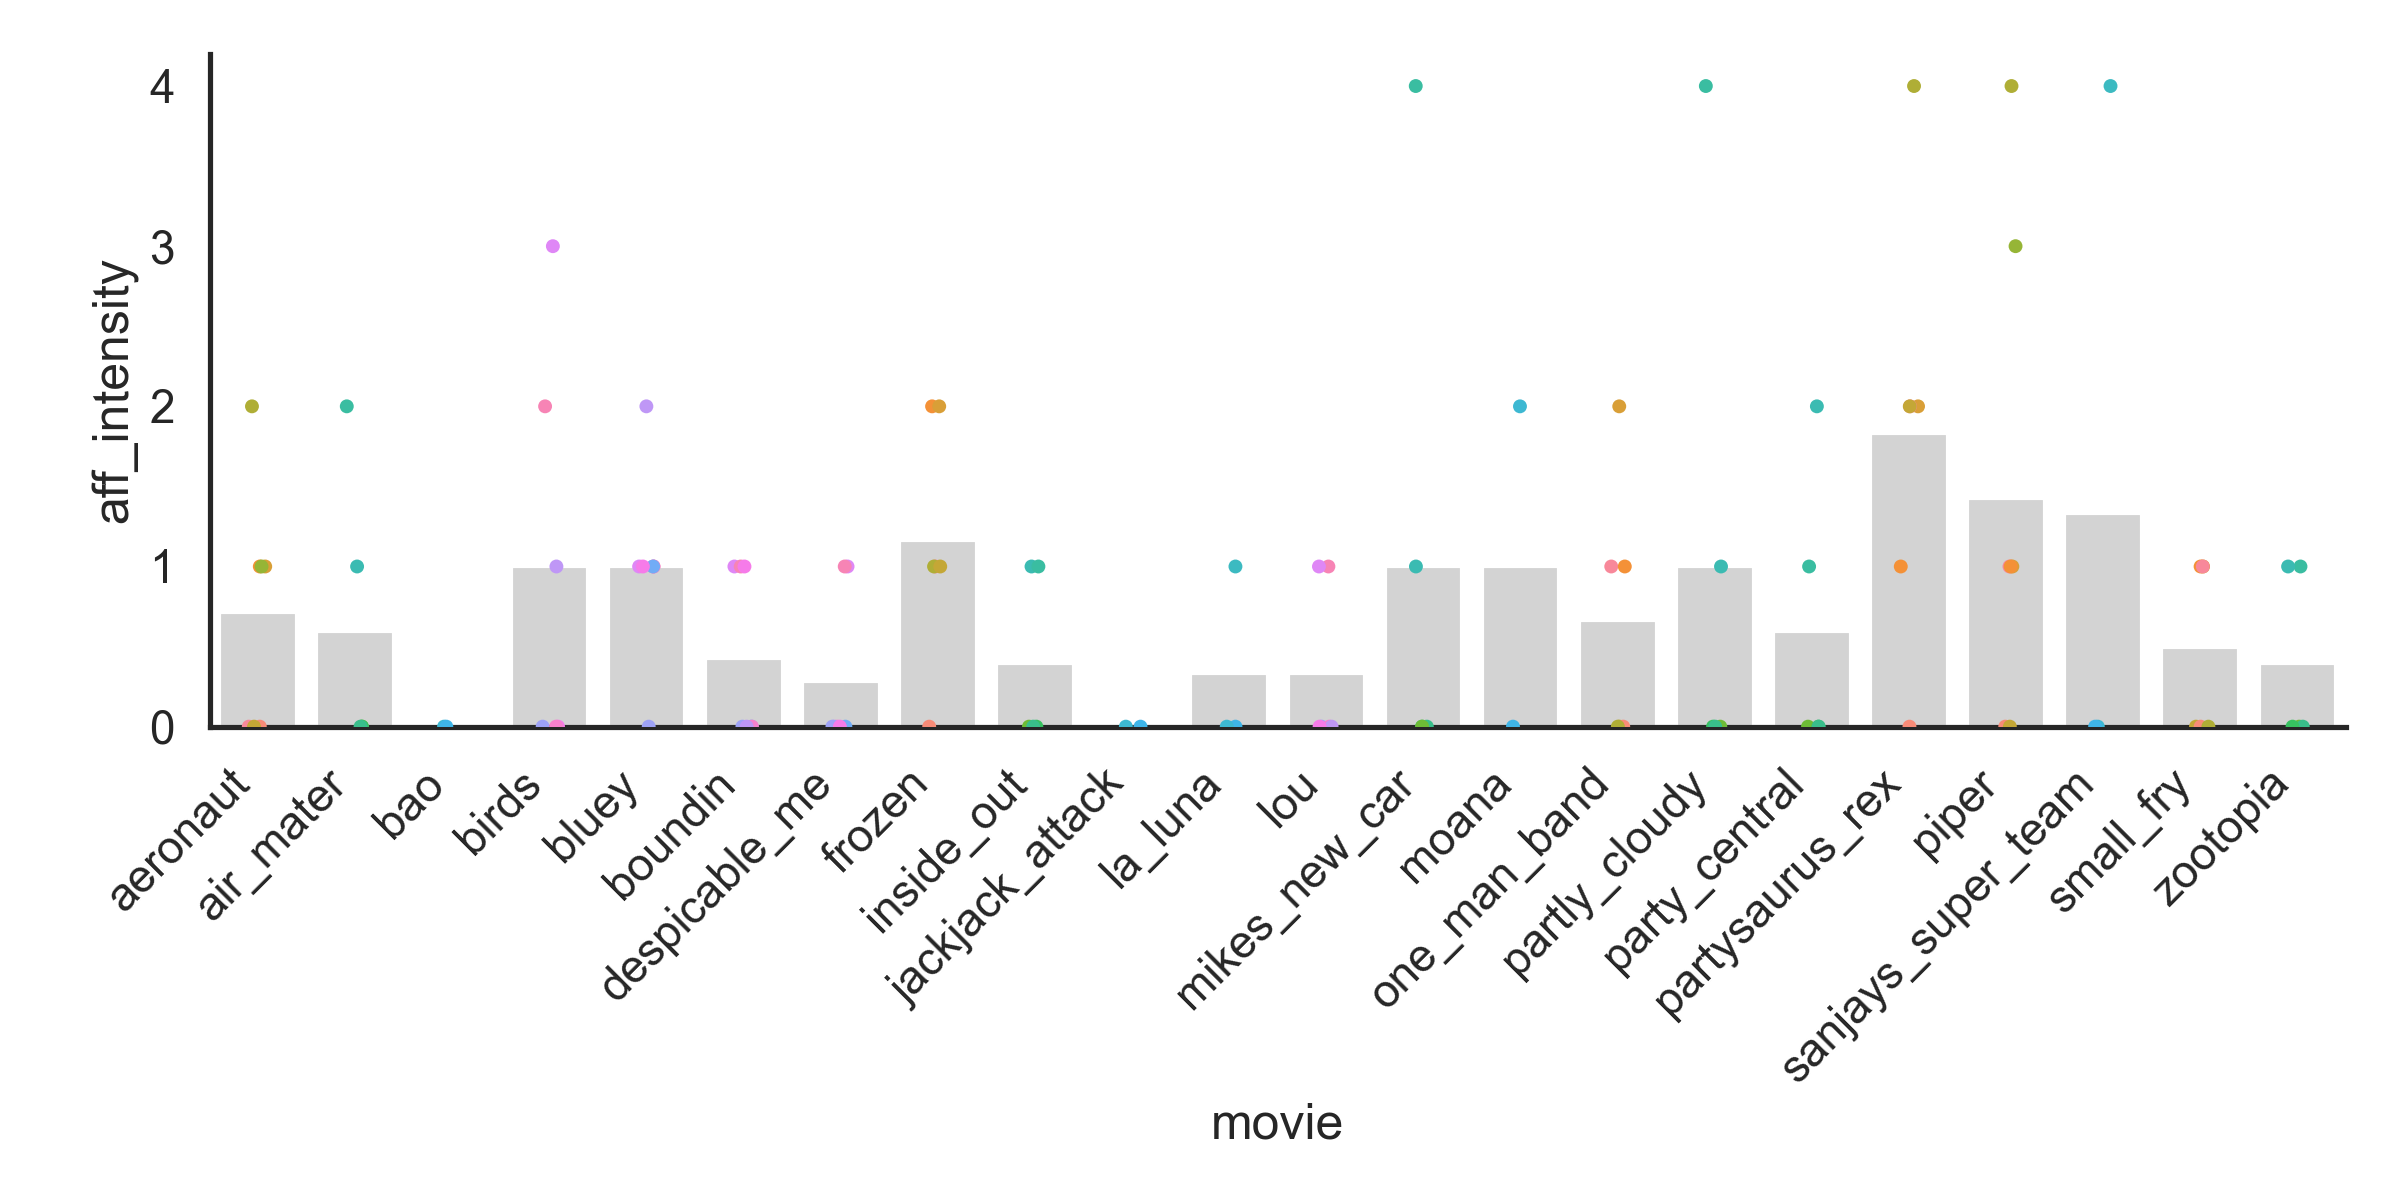 4
3
2
1
0
aff_intensity
aeronaut
air_mater
bao
birds
bluey
boundin
despicable_me
frozen
inside_out
jackjack_attack
la_luna
lou
mikes_new_car
moana
one_man_band
partly_cloudy
party_central
partysaurus_rex
piper
sanjays_super_team
small_fry
zootopia
movie